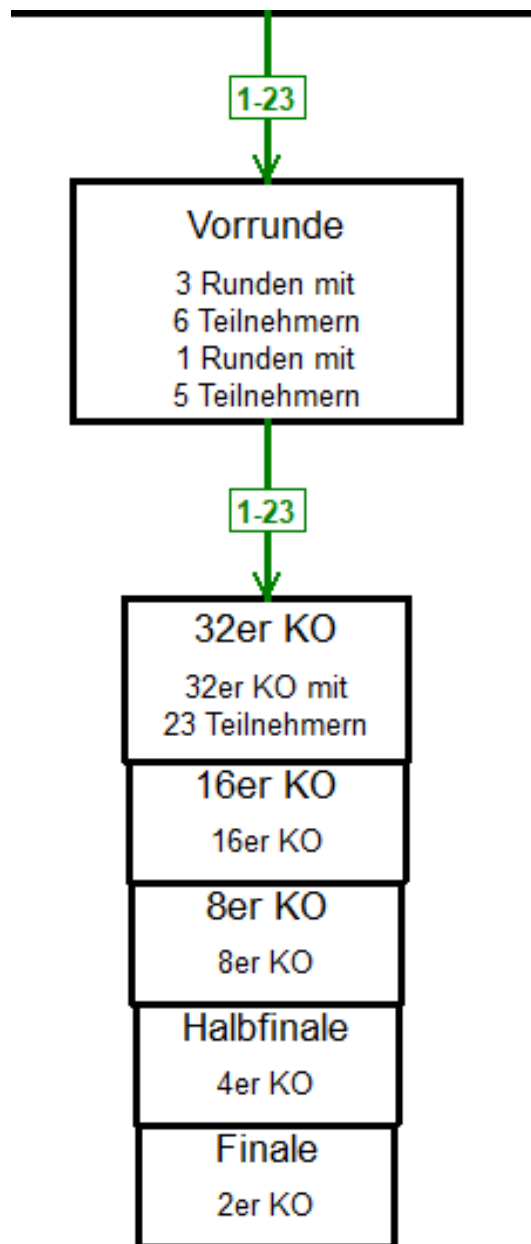 1-23
Vorrunde
3 Runden mit
6 Teilnehmern
1 Runden mit
5 Teilnehmern
1-23
32er KO
32er KO mit
23 Teilnehmern
16er KO
16er KO
8er KO
8er KO
Halbfinale
4er KO
Finale
2er KO